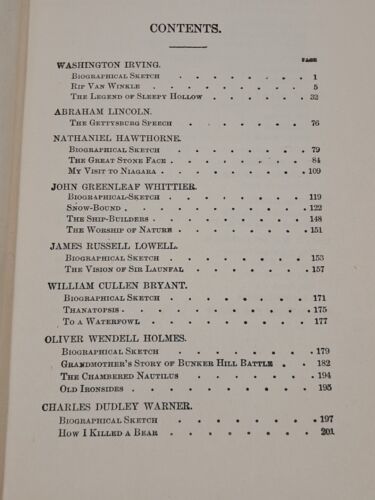 CONTENTS.
PAGE
WASHINGTON IRVING.
BIOGRAPHICAL SKETCH . . . . . . . 1
RIP VAN WINKLE . . . . . . . 5
THE LEGEND OF SLEEPY HOLLOW . . . . . 32
ABRAHAM LINCOLN.
THE GETTYSBURG SPEECH . . . . . . 76
NATHANIEL HAWTHORNE.
BIOGRAPHICAL SKETCH . . . . . . . 79
THE GREAT STONE FACE . . . . . . . 84
MY VISIT TO NIAGARA . . . . . . . 109
JOHN GREENLEAF WHITTIER.
BIOGRAPHICAL SKETCH . . . . . . . 119
SNOW-BOUND . . . . . . . . 122
THE SHIP-BUILDERS . . . . . . . 148
THE WORSHIP OF NATURE . . . . . . 151
JAMES RUSSELL LOWELL.
BIOGRAPHICAL SKETCH . . . . . . . 153
THE VISION OF SIR LAUNFAL . . . . . 157
WILLIAM CULLEN BRYANT.
BIOGRAPHICAL SKETCH . . . . . . . 171
THANATOPSIS . . . . . . . . 175
TO A WATERFOWL . . . . . . . 177
OLIVER WENDELL HOLMES.
BIOGRAPHICAL SKETCH . . . . . . . 179
GRANDMOTHER'S STORY OF BUNKER HILL BATTLE . . 182
THE CHAMBERED NAUTILUS . . . . . . 194
OLD IRONSIDES . . . . . . . . 195
CHARLES DUDLEY WARNER.
BIOGRAPHICAL SKETCH . . . . . . . 197
HOW I KILLED A BEAR . . . . . . . 201